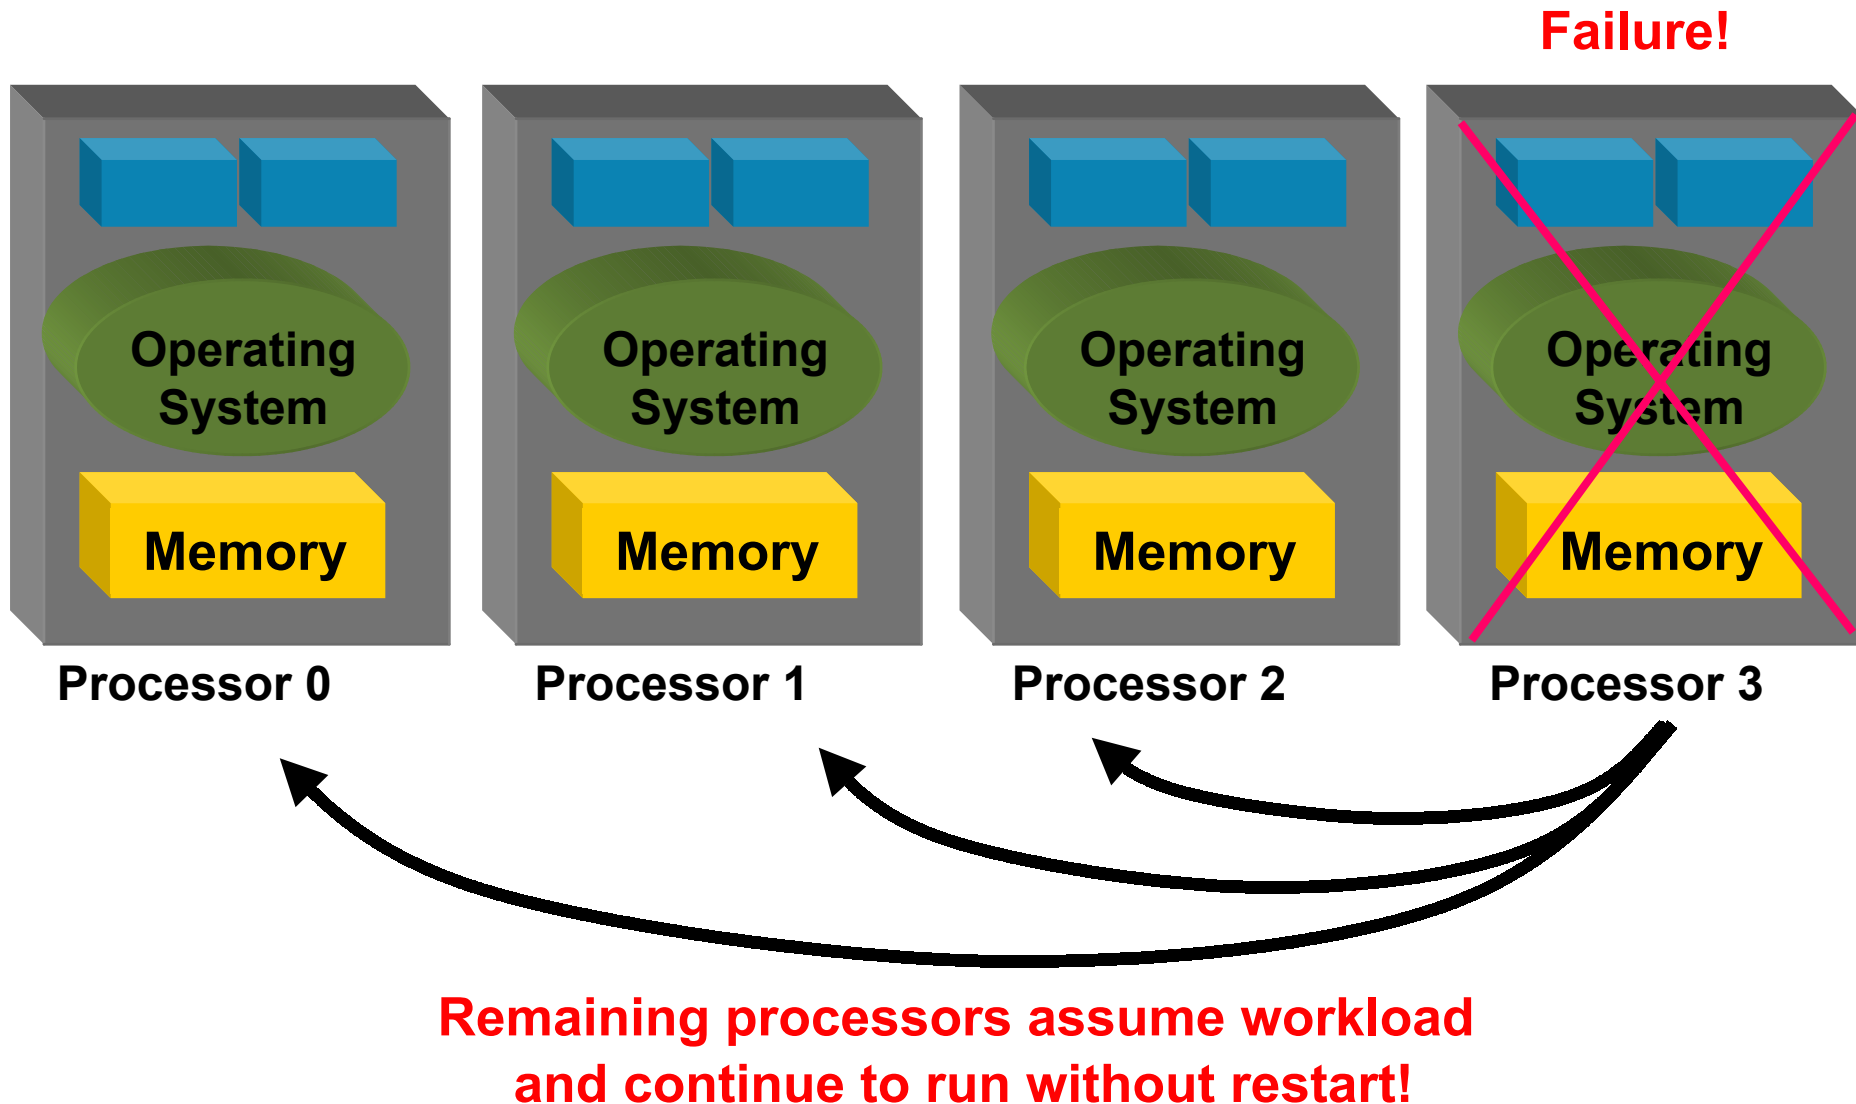 Failure!
Operating
System
Memory
Processor 0
Operating
System
Memory
Processor 1
Operating
System
Memory
Processor 2
Operating
System
Memory
Processor 3
Remaining processors assume workload
and continue to run without restart!